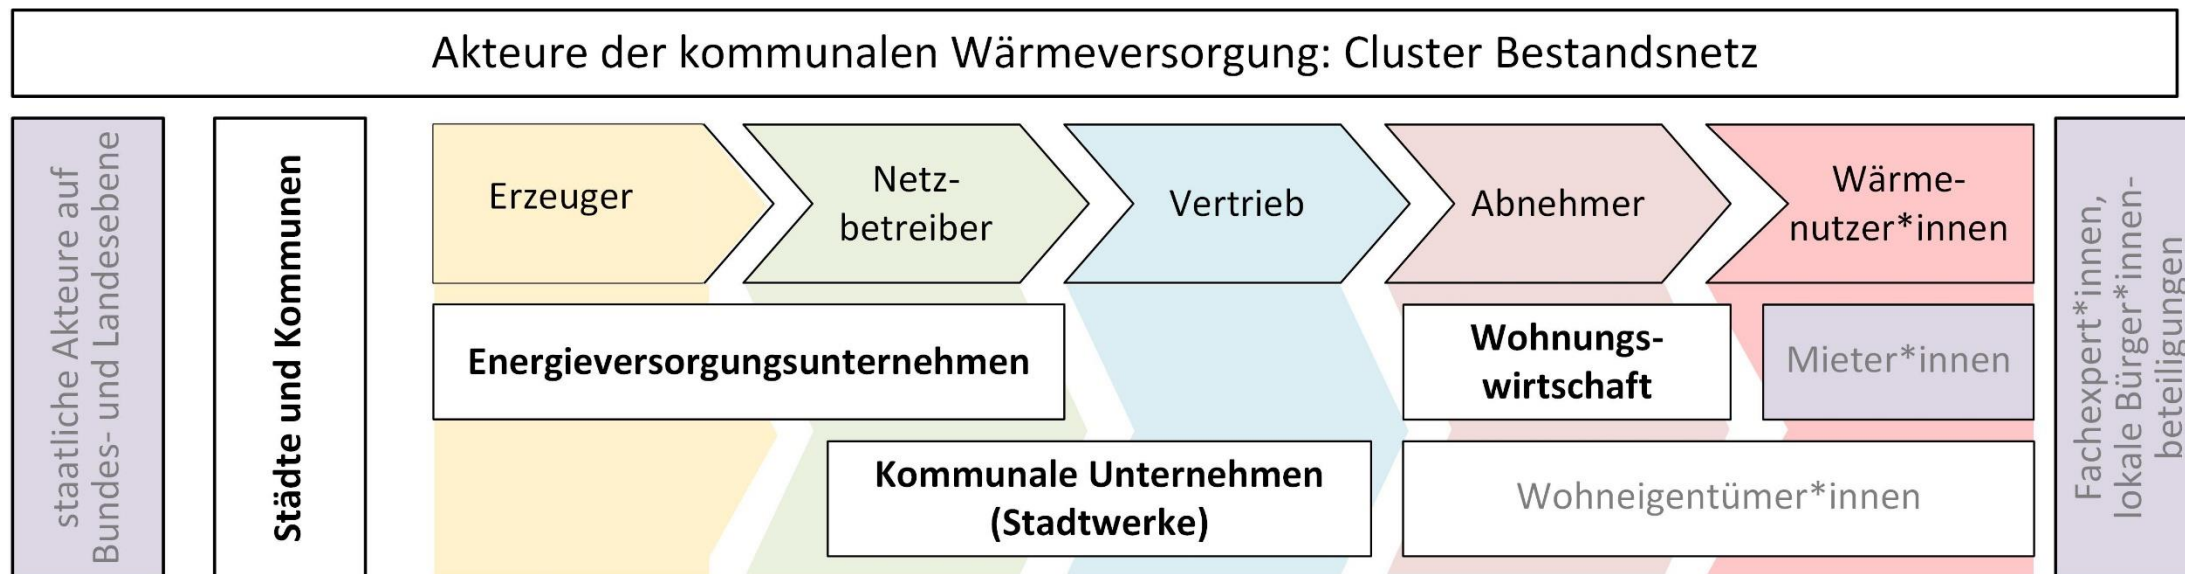 Akteure der kommunalen Wärmeversorgung: Cluster Bestandsnetz
staatliche Akteure auf
Bundes- und Landesebene
Städte und Kommunen
Erzeuger
Netz-
betreiber
Vertrieb
Abnehmer
Wärme-
nutzer*innen
Energieversorgungsunternehmen
Wohnungs-
wirtschaft
Mieter*innen
Kommunale Unternehmen
(Stadtwerke)
Wohneigentümer*innen
Fachexpert*innen,
lokale Bürger*innen-
beteiligungen